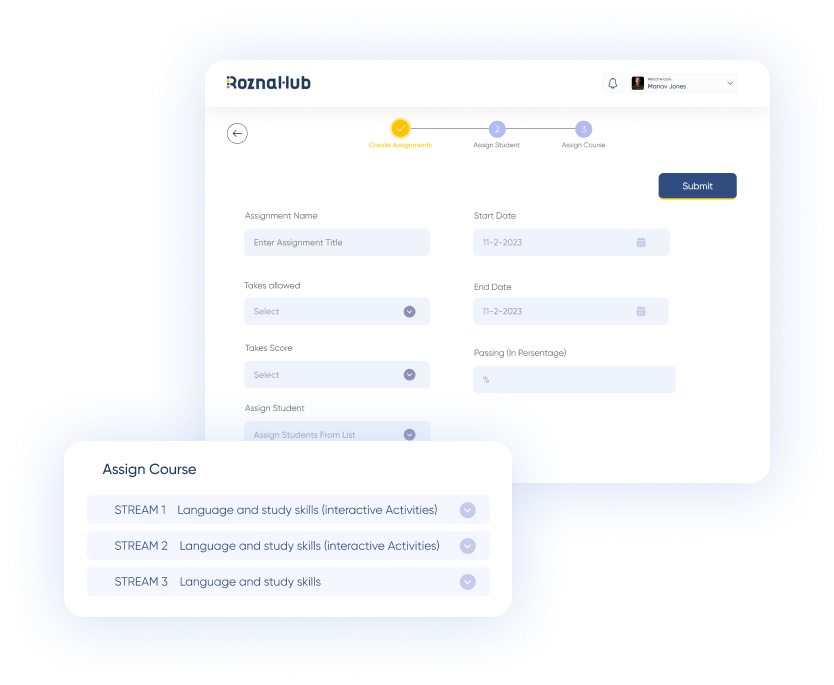 RoznaHub
Welcome back,
Manav Jones
2
3
Create Assignments
Assign Student
Assign Course
Submit
Assignment Name
Start Date
Enter Assignment Title
11-2-2023
Takes allowed
End Date
Select
11-2-2023
Takes Score
Passing (In Persentage)
Select
%
Assign Student
Assign Students From List
Assign Course
STREAM 1 Language and study skills (interactive Activities)
STREAM 2 Language and study skills (interactive Activities)
STREAM 3 Language and study skills